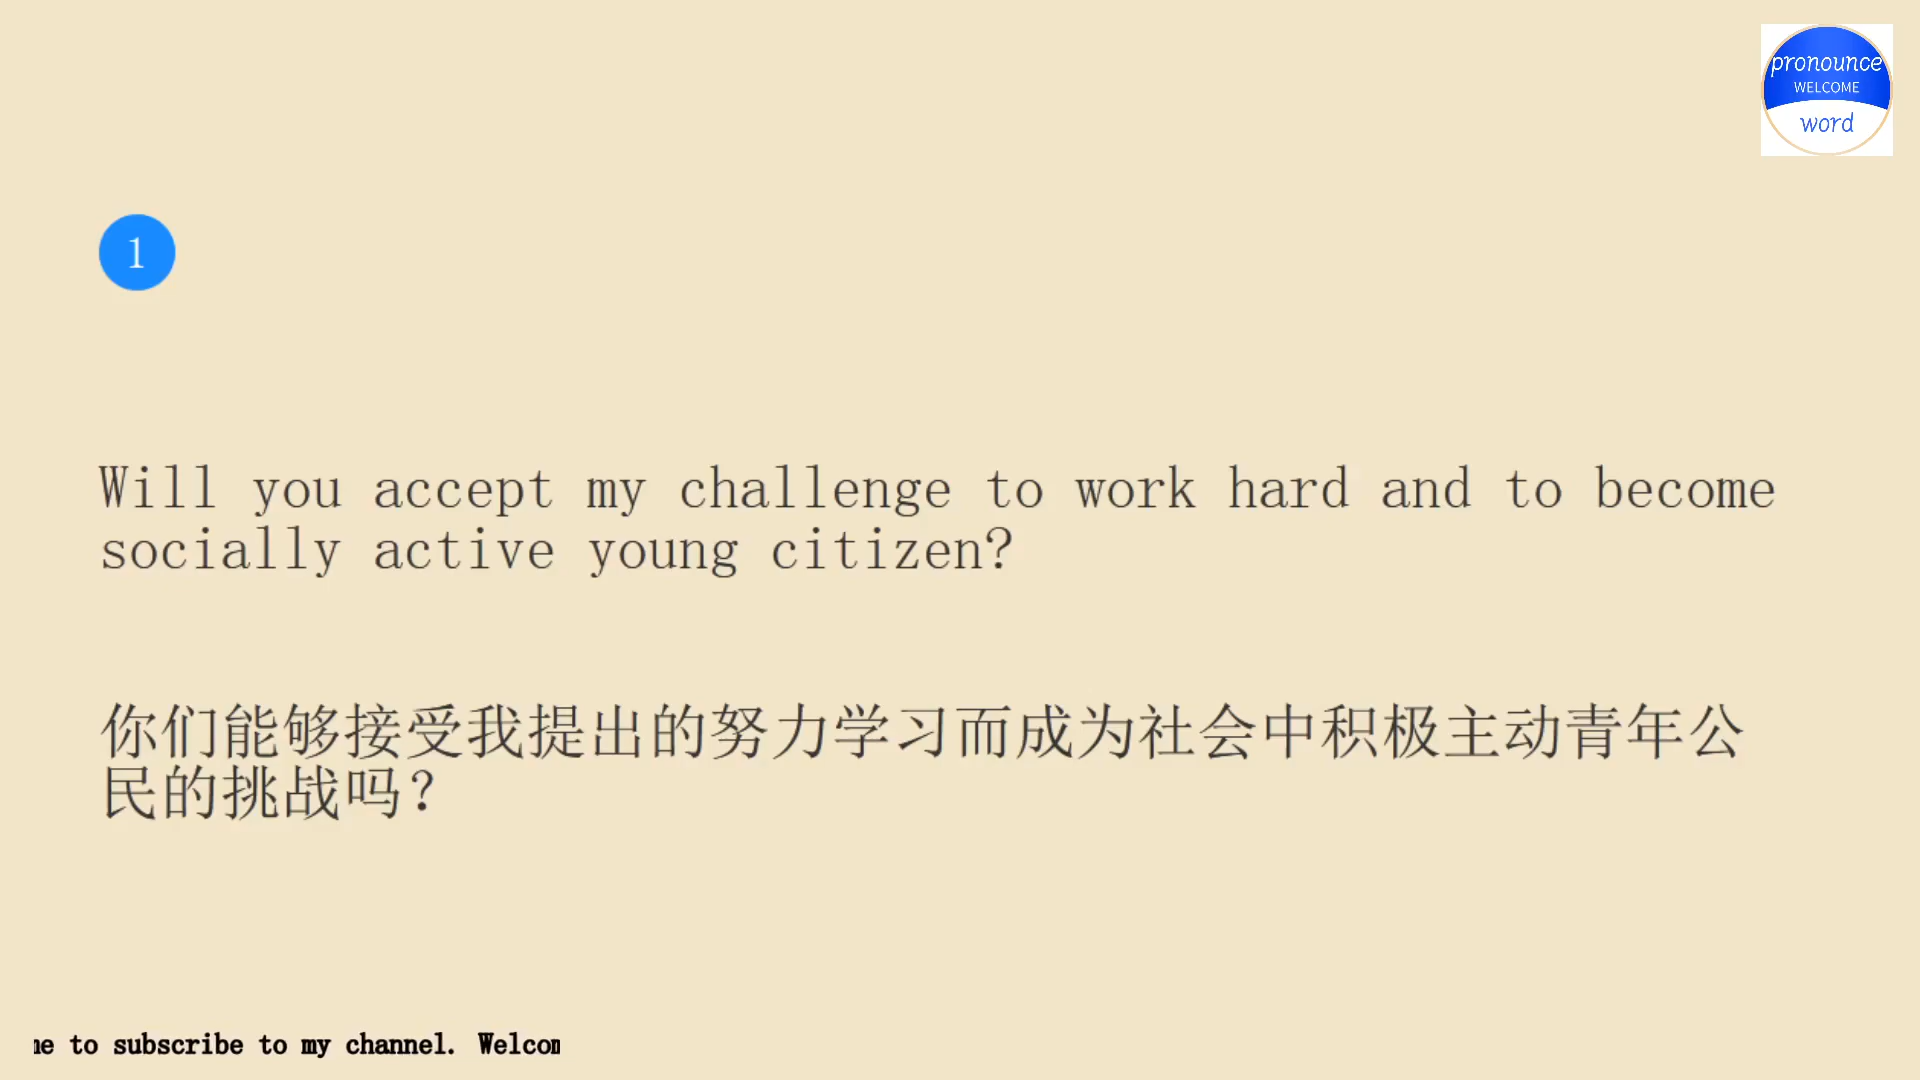 pronounce
WELCOME
word
1
Will you accept my challenge to work hard and to become
socially active young citizen?
你们能够接受我提出的努力学习而成为社会中积极主动青年公
民的挑战吗?
to subscribe to my channel. Welcom